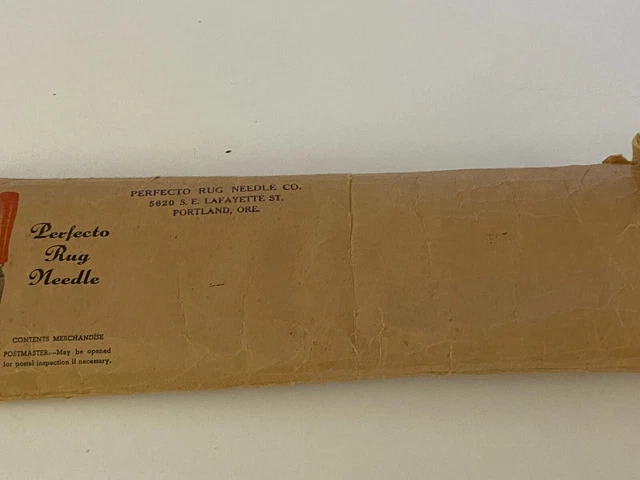 PERFECTO RUG NEEDLE CO.
5620 S. E. LAFAYETTE ST.
PORTLAND, ORE.
Perfecto
Rug
Needle
CONTENTS MERCHANDISE
POSTMASTER—May be opened
for postal inspection if necessary.